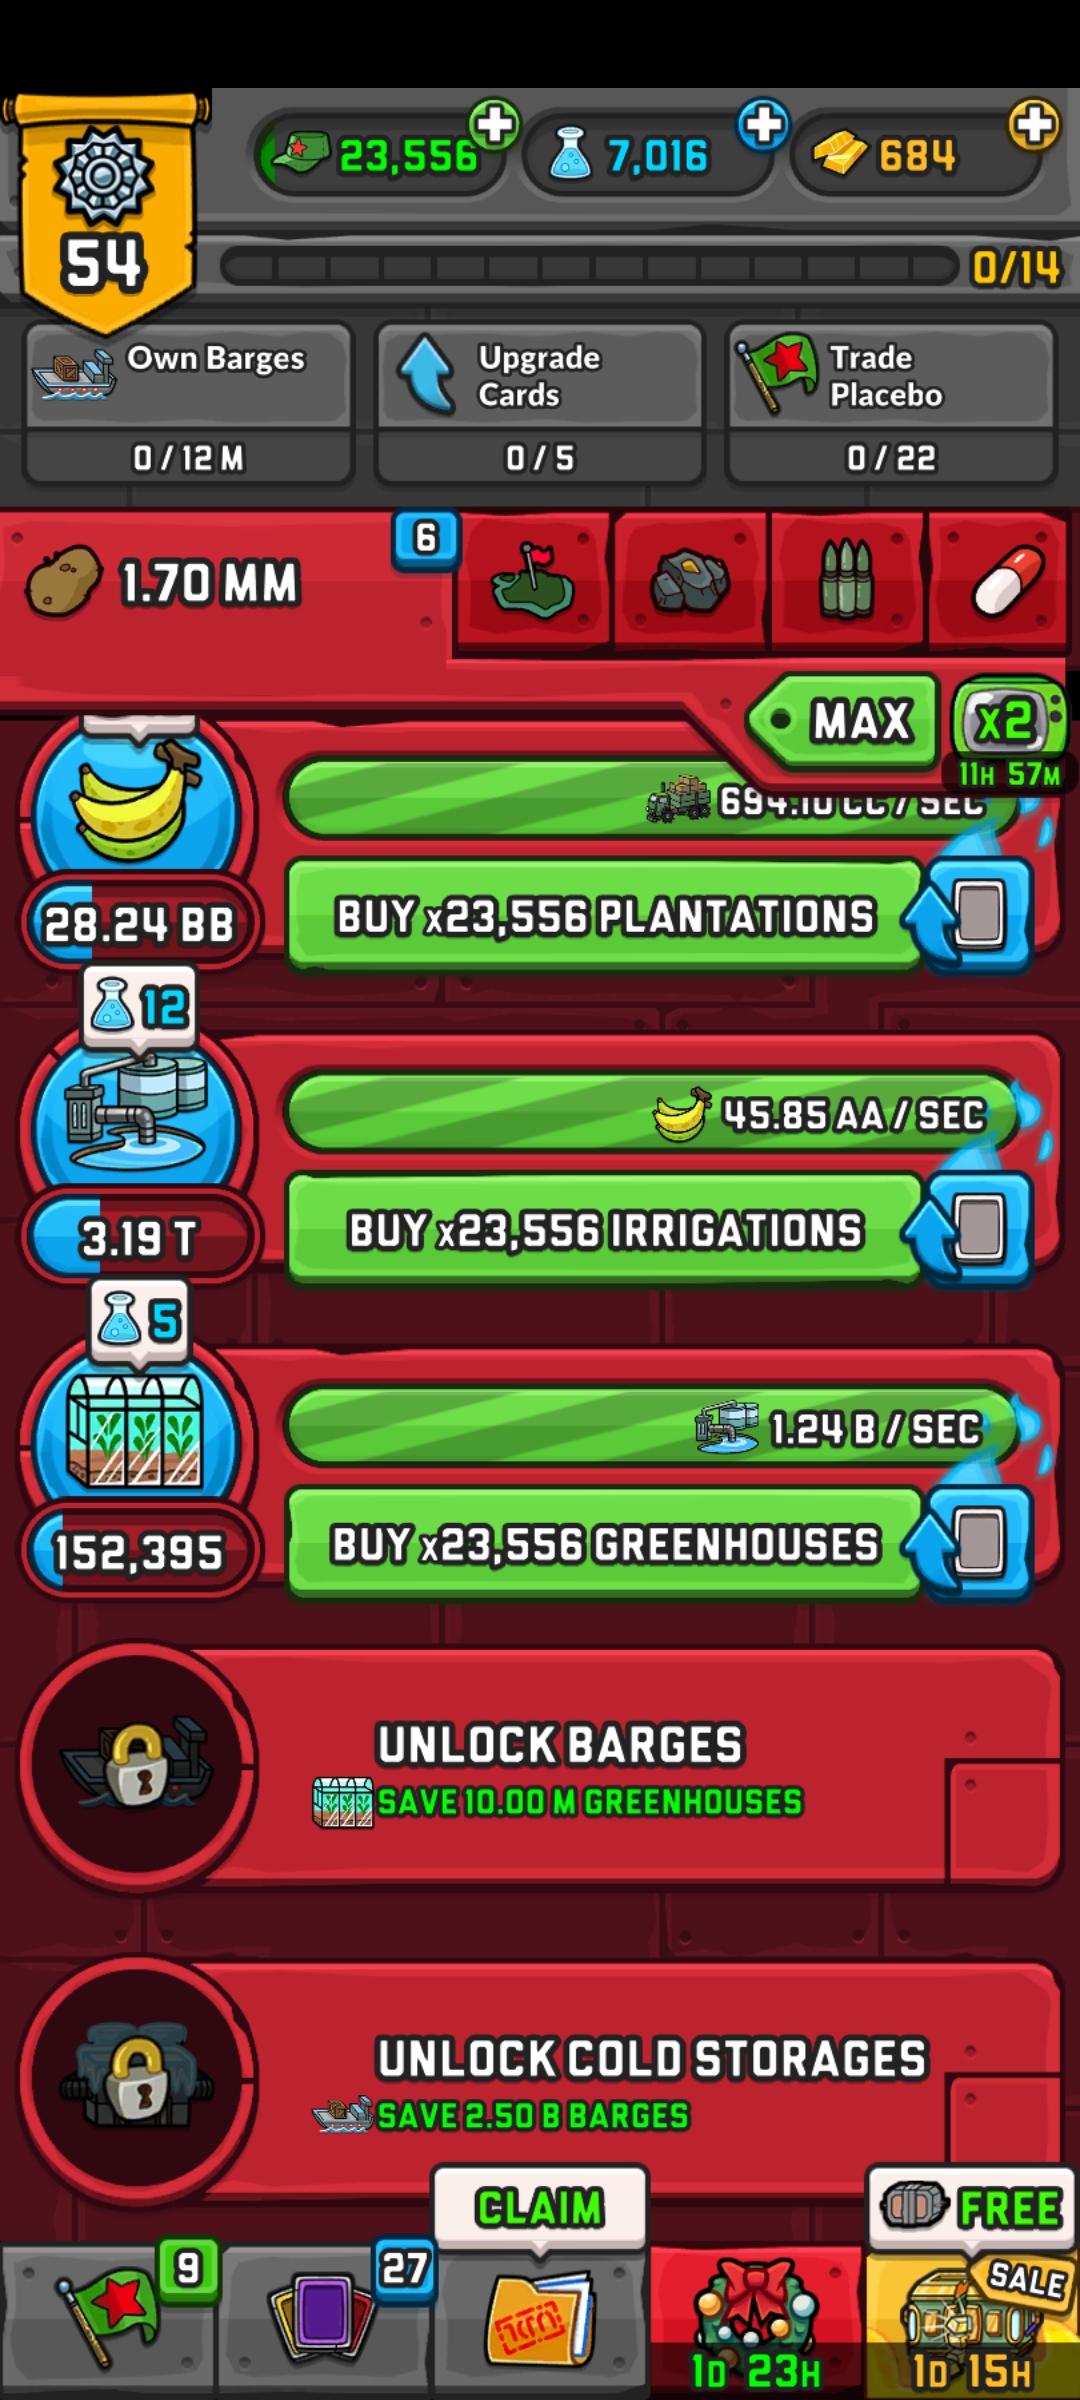 54
23,556
7,016
684
0/14
Own Barges
0 / 12 M
Upgrade
Cards
0 / 5
Trade
Placebo
0 / 22
1.70 MM
6
MAX
x2
11H 57M
694.10 CC / SEC
28.24 BB
BUY x23,556 PLANTATIONS
12
45.85 AA / SEC
3.19 T
BUY x23,556 IRRIGATIONS
5
1.24 B / SEC
152,395
BUY x23,556 GREENHOUSES
UNLOCK BARGES
SAVE 10.00 M GREENHOUSES
UNLOCK COLD STORAGES
SAVE 2.50 B BARGES
CLAIM
FREE
9
27
SALE
1D 23H
1D 15H